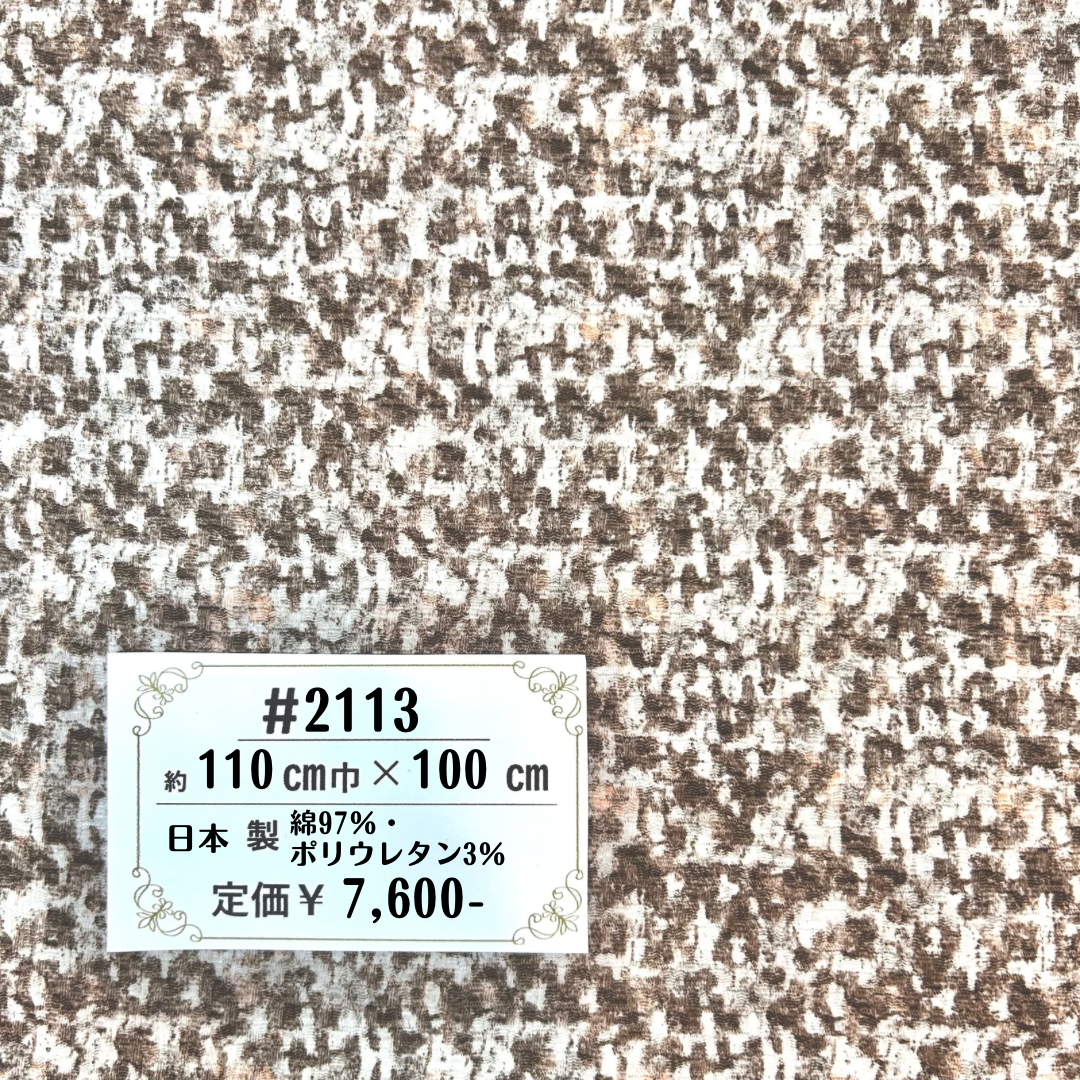 #2113
約 110 cm巾 × 100 cm
日本 製 綿97%・
ポリウレタン3%
定価¥ 7,600-